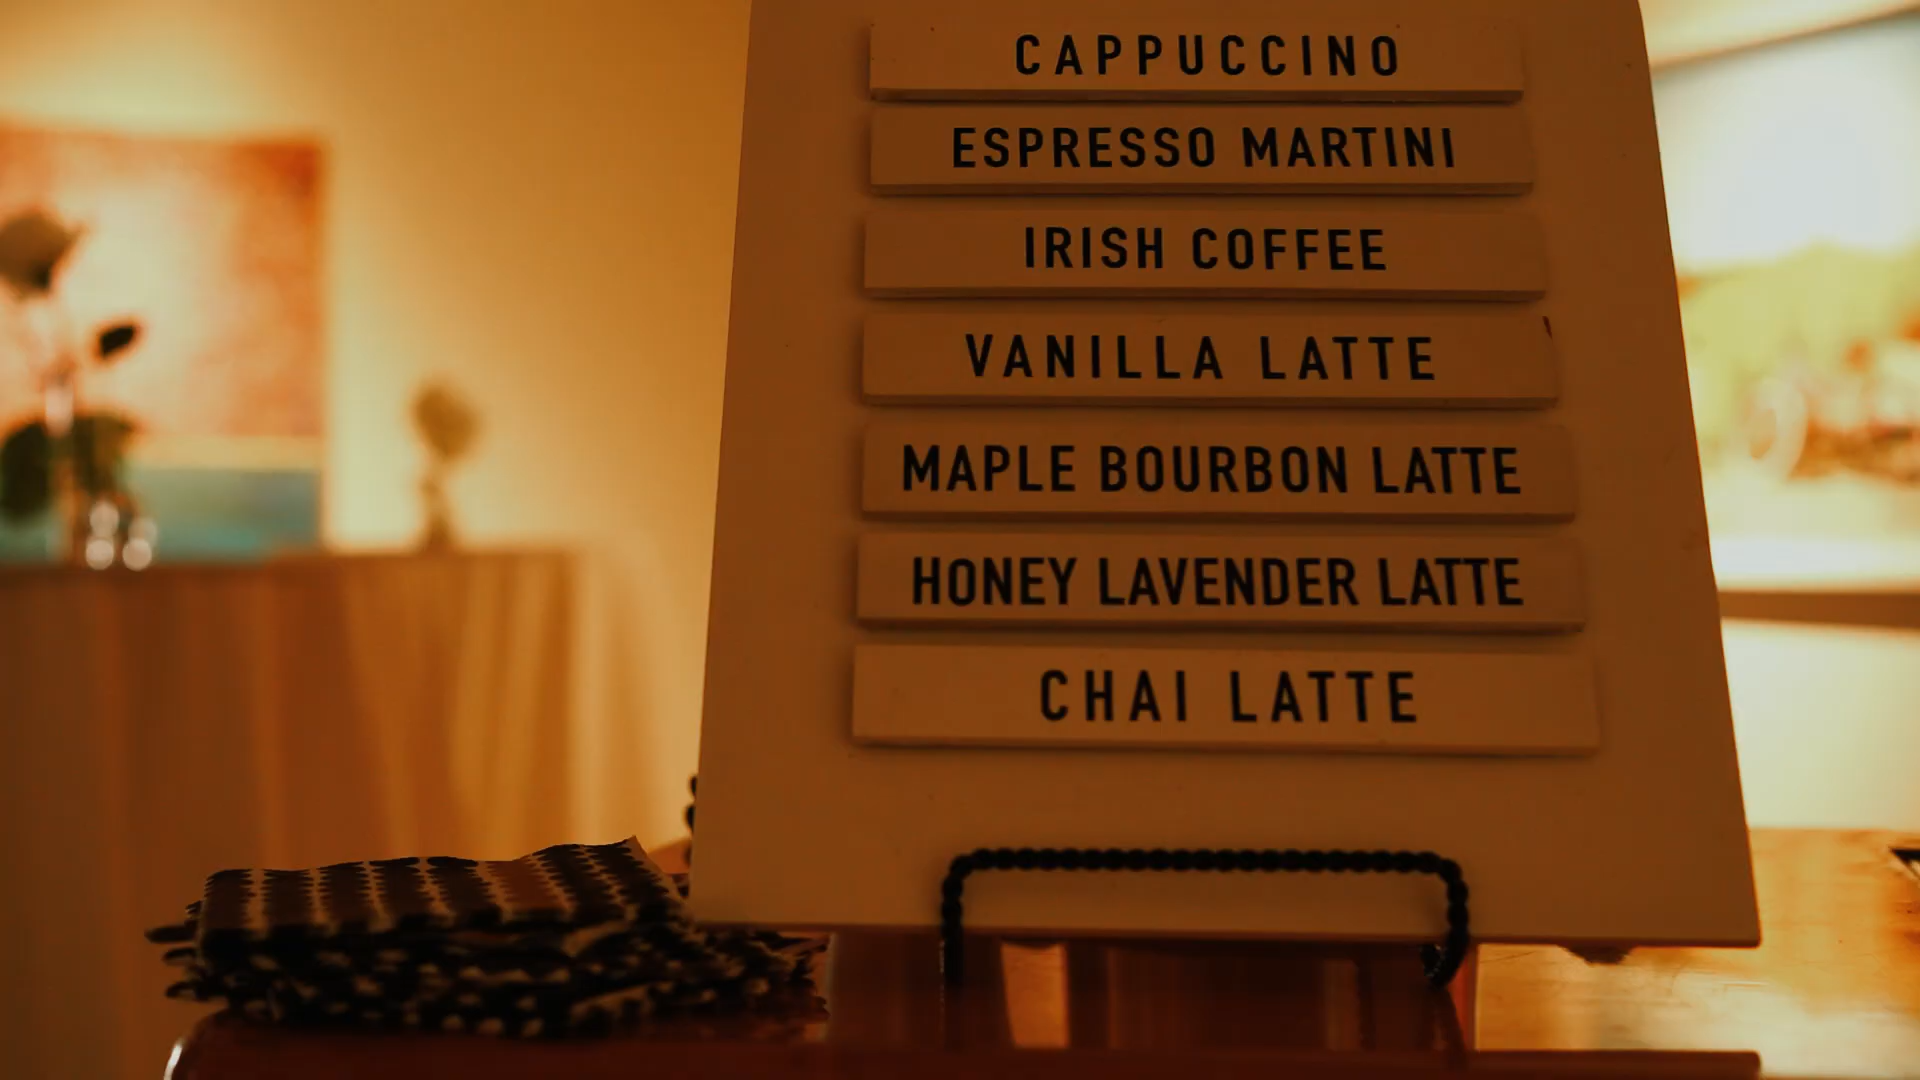 CAPPUCCINO
ESPRESSO MARTINI
IRISH COFFEE
VANILLA LATTE
MAPLE BOURBON LATTE
HONEY LAVENDER LATTE
CHAI LATTE